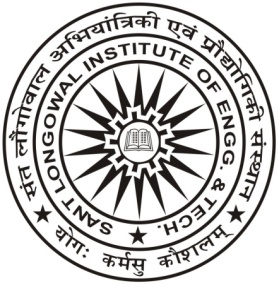 संत लौंगोवाल अभियांत्रिकी एवं प्रौद्योगिकी संस्थान
SANT LONGOWAL INSTITUTE OF ENGG. & TECH.
योगः कर्मसु कौशलम्